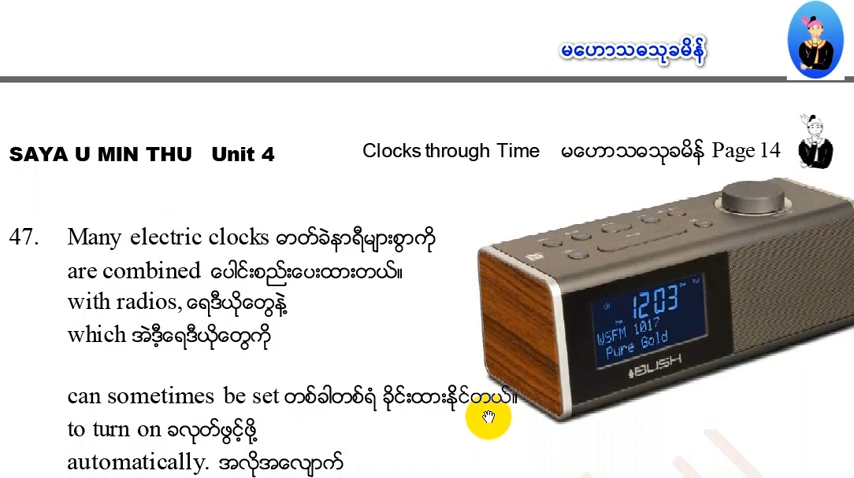 မဟောသဓသုခမိန်
SAYA U MIN THU Unit 4 Clocks through Time မဟောသဓသုခမိန် Page 14
47. Many electric clocks ဓာတ်ခဲနာရီများစွာကို
are combined ပေါင်းစည်းပေးထားတယ်။
with radios, ရေဒီယိုတွေနဲ့
which အဲဒီ့ရေဒီယိုတွေကို
can sometimes be set တစ်ခါတစ်ရံ ခိုင်းထားနိုင်တယ်။
to turn on ခလုတ်ဖွင့်ဖို့
automatically. အလိုအလျောက်
1203
WSFM 1017
Pure Gold
BUSH